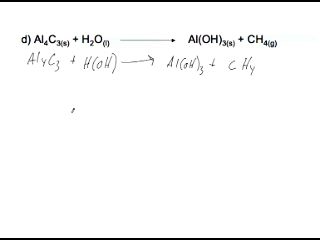 d) Al₄C₃₍s₎ + H₂O₍l₎ → Al(OH)₃₍s₎ + CH₄₍g₎
Al₄C₃ + H(OH) → Al(OH)₃ + CH₄